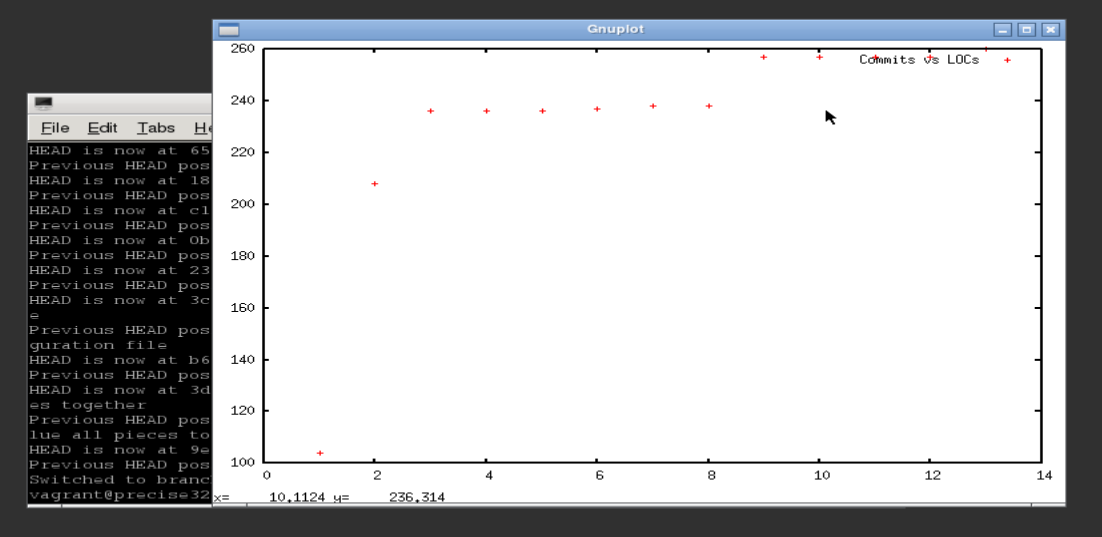 Gnuplot
File Edit Tabs He
HEAD is now at 65
Previous HEAD pos
HEAD is now at 18
Previous HEAD pos
HEAD is now at c1
Previous HEAD pos
HEAD is now at 0b
Previous HEAD pos
HEAD is now at 23
Previous HEAD pos
HEAD is now at 3c
e
Previous HEAD pos
guration file
HEAD is now at b6
Previous HEAD pos
HEAD is now at 3d
es together
Previous HEAD pos
lue all pieces to
HEAD is now at 9e
Previous HEAD pos
Switched to branc
vagrant@precise32
260
Commits vs LOCs
240
220
200
180
160
140
120
100
0 2 4 6 8 10 12 14
x= 10,1124 y= 236,314